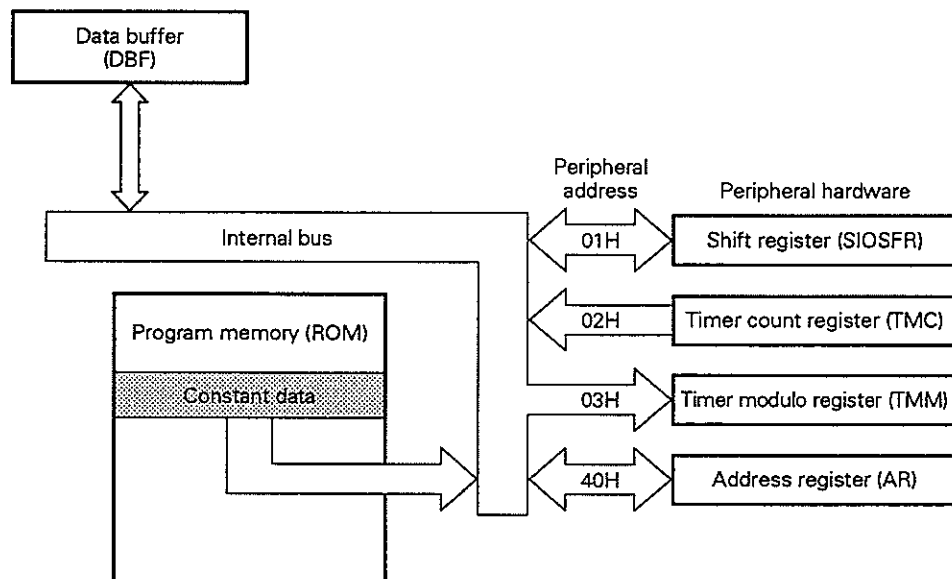 Data buffer
(DBF)
Peripheral
address
Peripheral hardware
Internal bus
01H
Shift register (SIOSFR)
02H
Timer count register (TMC)
Program memory (ROM)
Constant data
03H
Timer modulo register (TMM)
40H
Address register (AR)